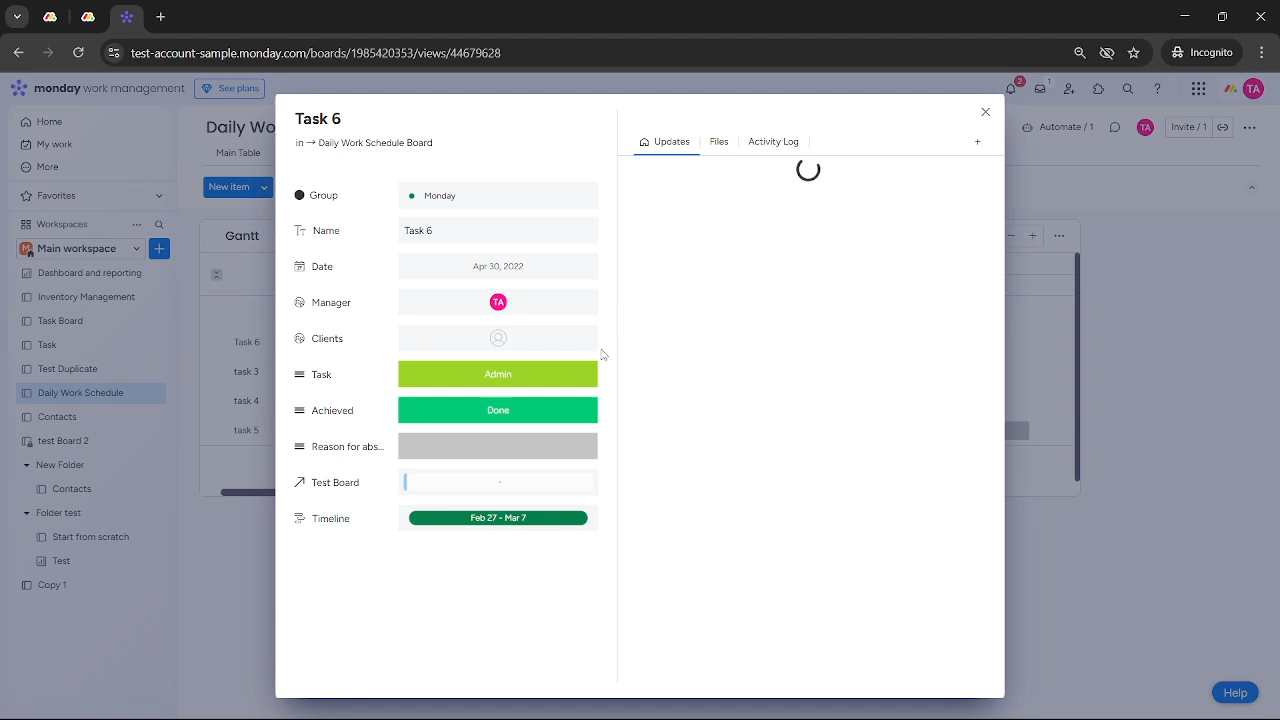 test-account-sample.monday.com/boards/1985420353/views/44679628
Incognito
monday work management
See plans
2
1
TA
Home
My work
More
Favorites
Workspaces
M
Main workspace
Dashboard and reporting
Inventory Management
Task Board
Task
Test Duplicate
Daily Work Schedule
Contacts
test Board 2
New Folder
Contacts
Folder test
Start from scratch
Test
Copy 1
Daily Wo
Main Table
New item
Gantt
Task 6
task 3
task 4
task 5
Task 6
in → Daily Work Schedule Board
Group
Monday
Name
Task 6
Date
Apr 30, 2022
Manager
TA
Clients
Task
Admin
Achieved
Done
Reason for abs...
Test Board
-
Timeline
Feb 27 - Mar 7
Updates
Files
Activity Log
+
Automate / 1
TA
Invite / 1
Help